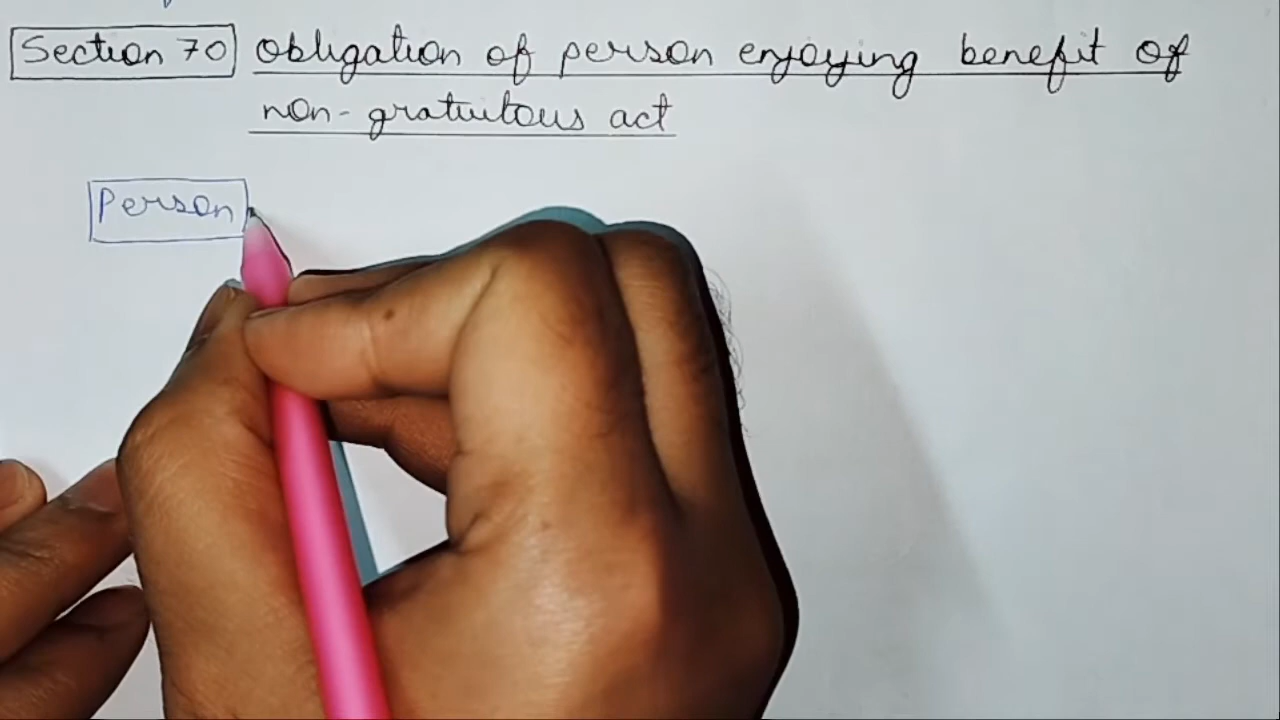 Section 70 obligation of person enjoying benefit of
non-gratuitous act
Person